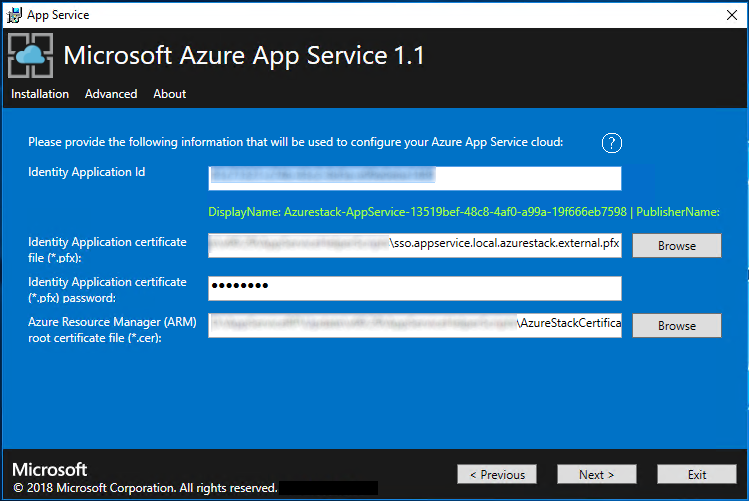 App Service
Microsoft Azure App Service 1.1
Installation Advanced About
Please provide the following information that will be used to configure your Azure App Service cloud: ?
Identity Application Id
DisplayName: Azurestack-AppService-13519bef-48c8-4af0-a99a-19f666eb7598 | PublisherName:
Identity Application certificate
file (*.pfx):
\sso.appservice.local.azurestack.external.pfx
Browse
Identity Application certificate
(*.pfx) password:
●●●●●●●●
Azure Resource Manager (ARM)
root certificate file (*.cer):
\AzureStackCertifica
Browse
Microsoft
© 2018 Microsoft Corporation. All rights reserved.
< Previous Next > Exit